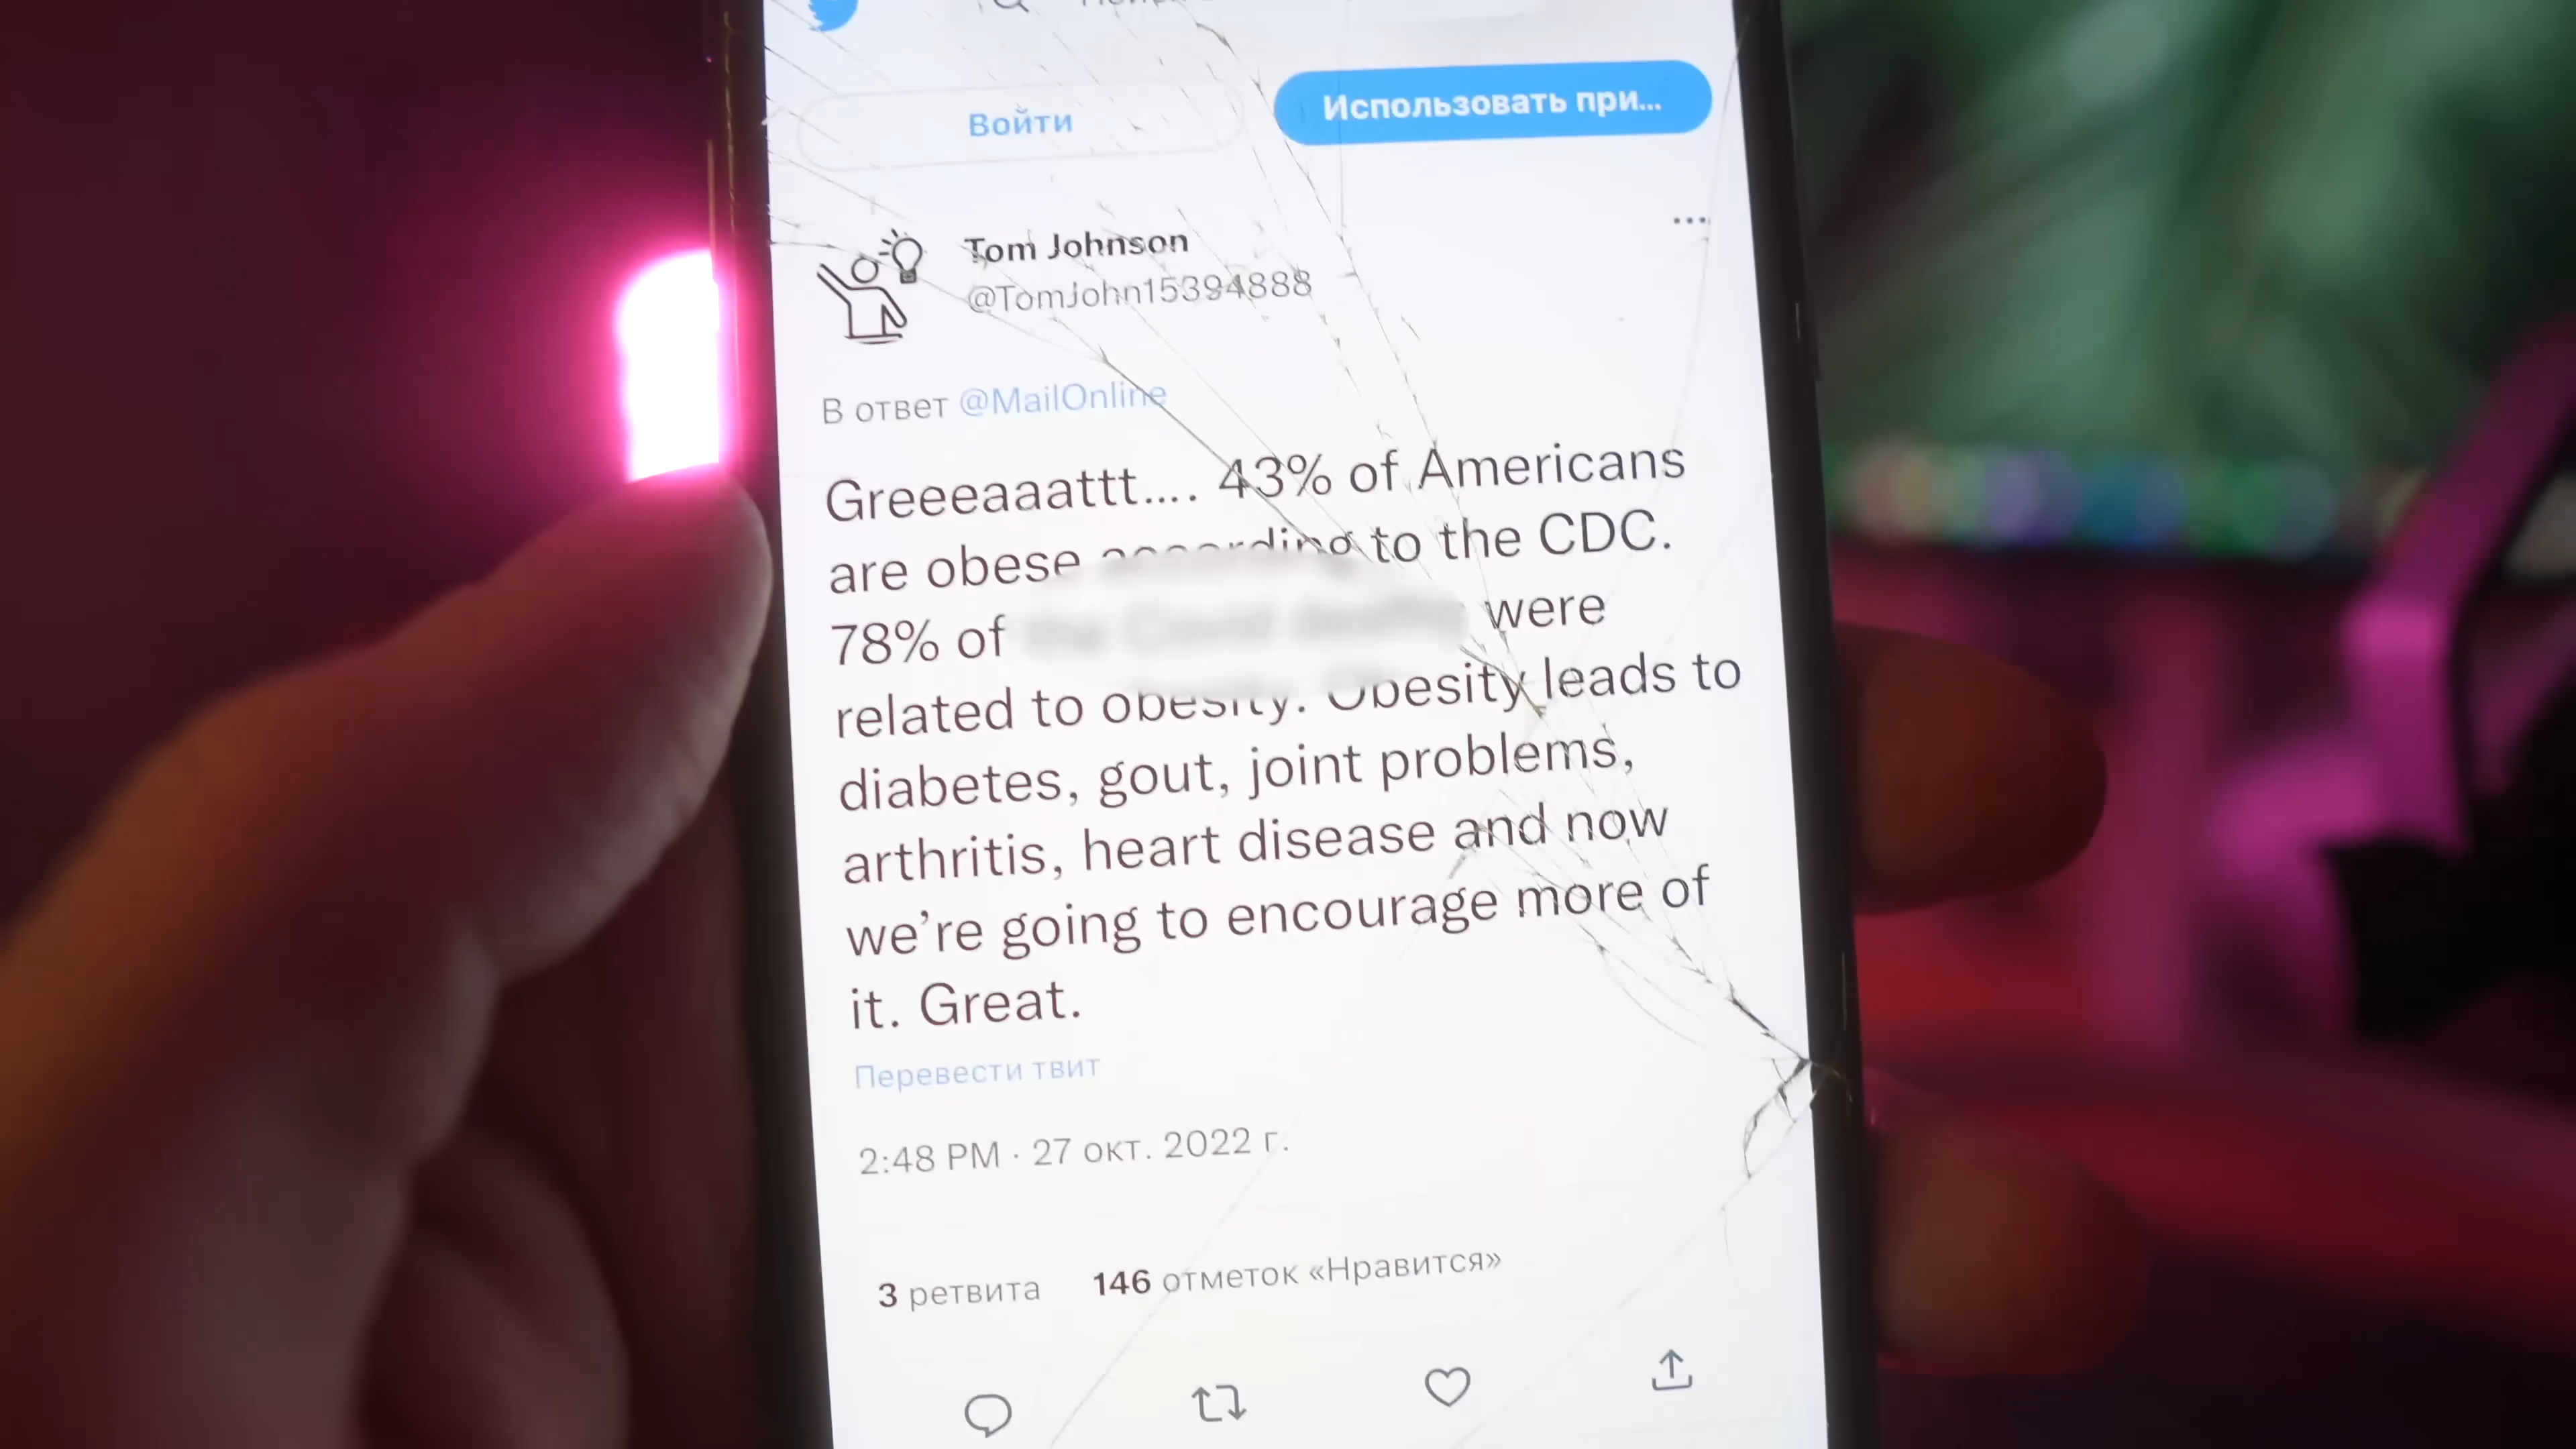 Войти
Использовать при...
Tom Johnson
@TomJohn15394888
В ответ @MailOnline
Greeeaaattt.... 43% of Americans
are obese according to the CDC.
78% of were
related to obesity. Obesity leads to
diabetes, gout, joint problems,
arthritis, heart disease and now
we’re going to encourage more of
it. Great.
Перевести твит
2:48 PM · 27 окт. 2022 г.
3 ретвита 146 отметок «Нравится»